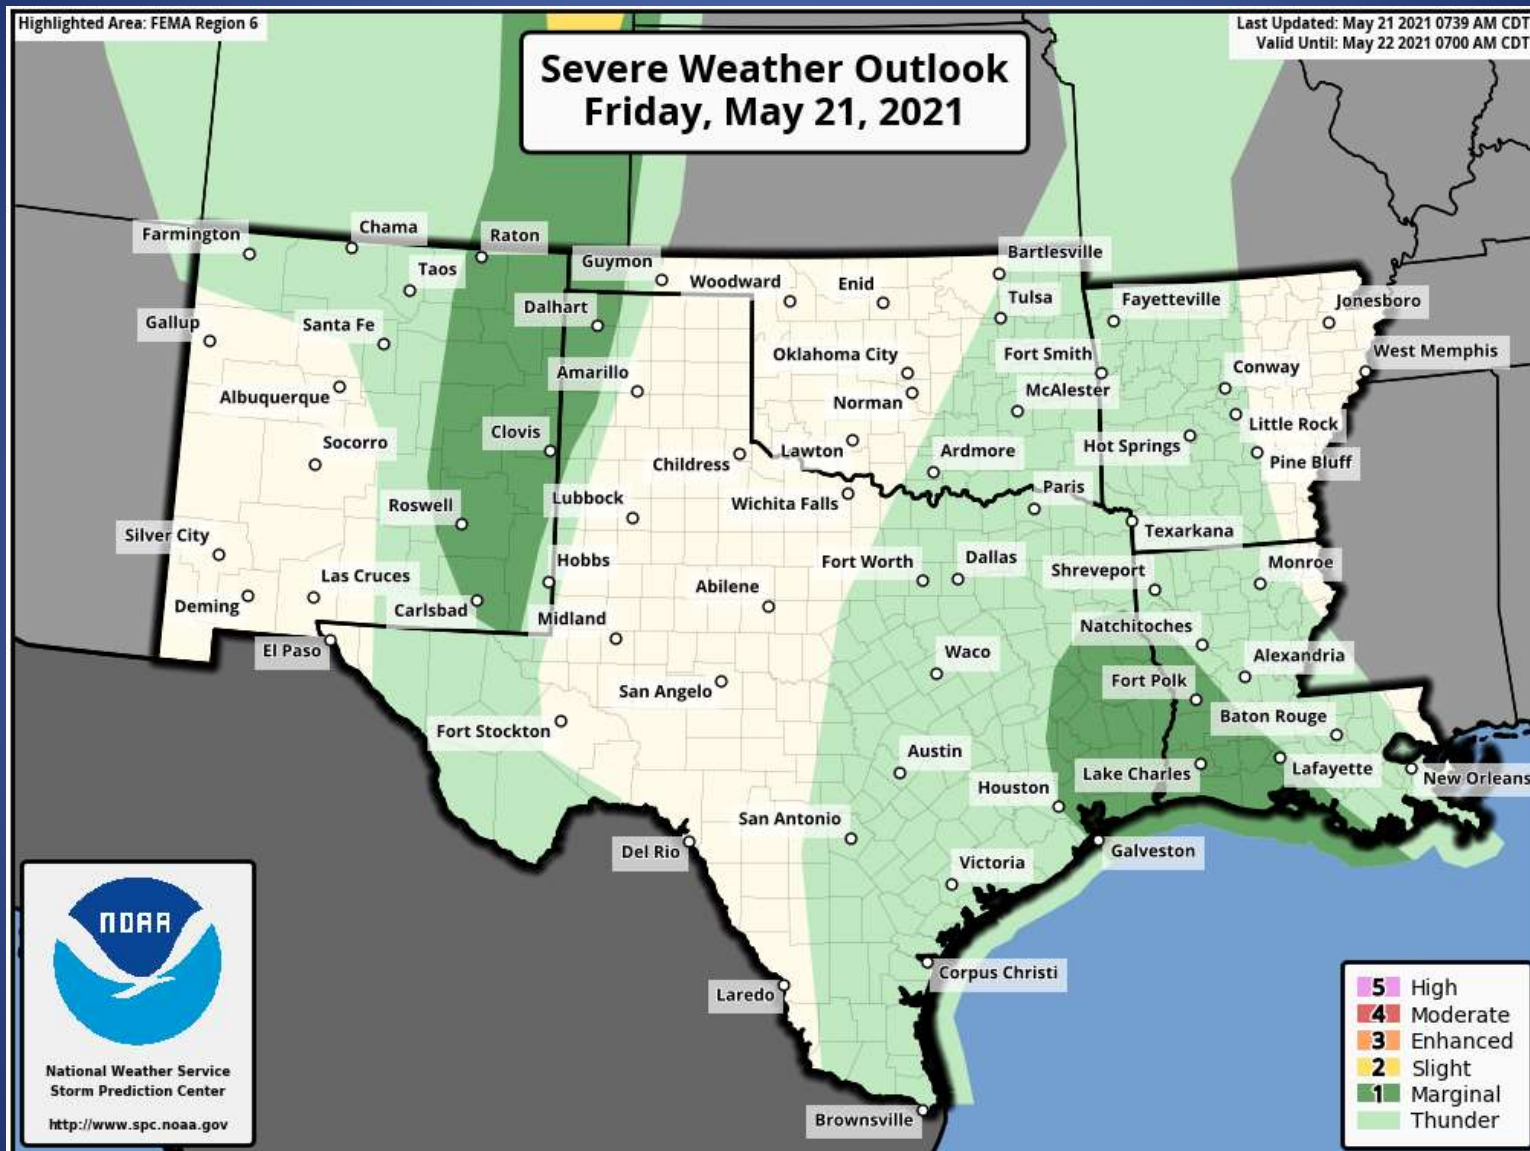 Highlighted Area: FEMA Region 6
Last Updated: May 21 2021 0739 AM CDT
Valid Until: May 22 2021 0700 AM CDT
Severe Weather Outlook
Friday, May 21, 2021
Farmington
Chama
Raton
Taos
Guymon
Woodward
Enid
Bartlesville
Tulsa
Fayetteville
Jonesboro
Gallup
Santa Fe
Dalhart
Oklahoma City
Fort Smith
West Memphis
Conway
Albuquerque
Amarillo
Norman
McAlester
Little Rock
Socorro
Clovis
Childress
Lawton
Ardmore
Hot Springs
Pine Bluff
Roswell
Lubbock
Wichita Falls
Paris
Texarkana
Silver City
Las Cruces
Hobbs
Fort Worth
Dallas
Shreveport
Monroe
Deming
Carlsbad
Midland
Abilene
Natchitoches
El Paso
Waco
Alexandria
San Angelo
Fort Polk
Fort Stockton
Baton Rouge
Austin
Houston
Lake Charles
Lafayette
New Orleans
San Antonio
Del Rio
Galveston
Victoria
Corpus Christi
Laredo
Brownsville
NOAA
National Weather Service
Storm Prediction Center
http://www.spc.noaa.gov
5 High
4 Moderate
3 Enhanced
2 Slight
1 Marginal
Thunder